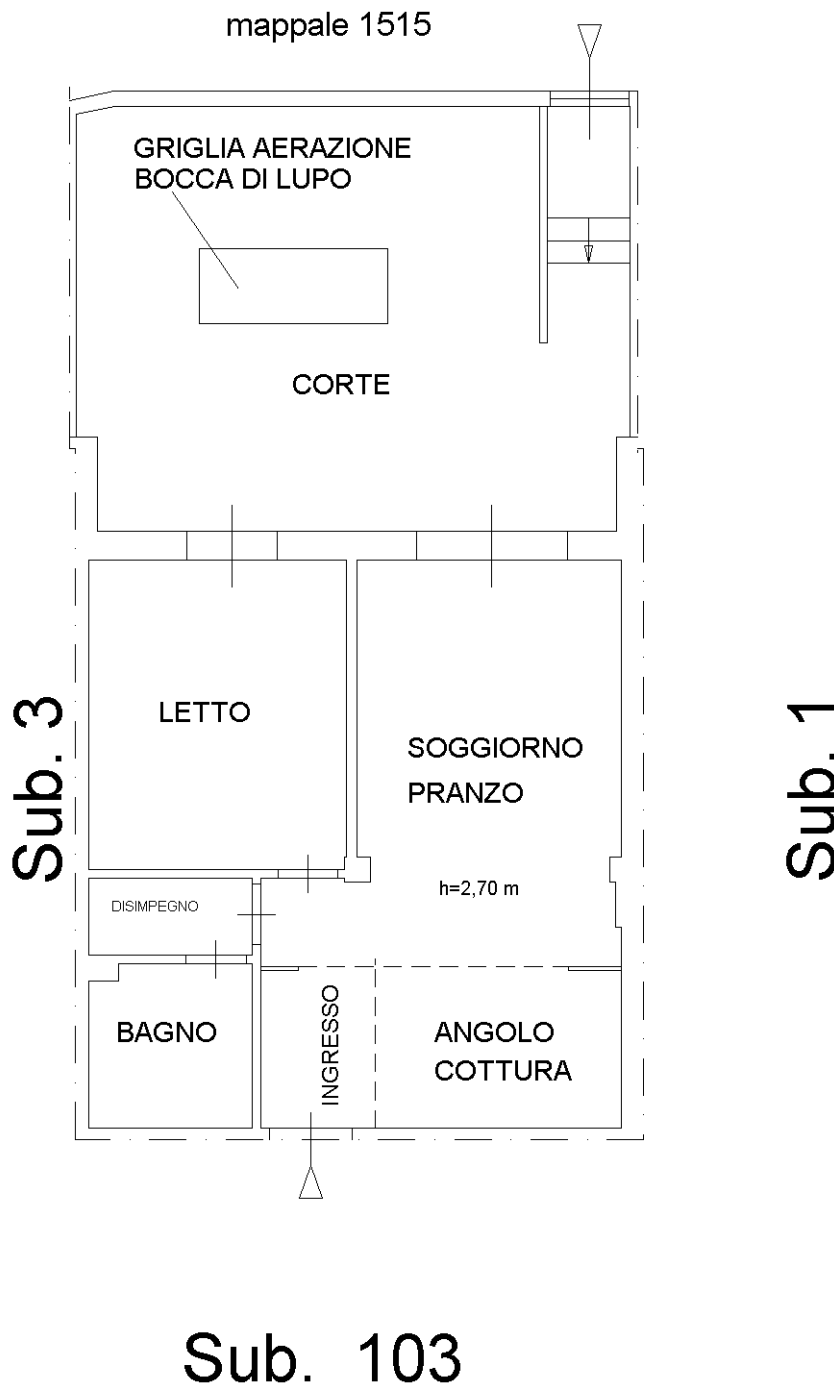 mappale 1515
GRIGLIA AERAZIONE
BOCCA DI LUPO
CORTE
LETTO
SOGGIORNO
PRANZO
Sub. 3
Sub. 1
h=2,70 m
DISIMPEGNO
BAGNO
INGRESSO
ANGOLO
COTTURA
Sub. 103